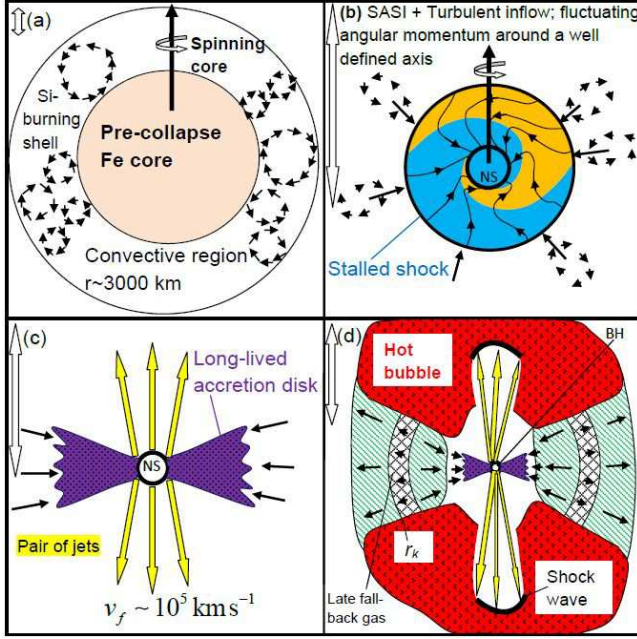 (a)
Spinning
core
Si-
burning
shell
Pre-collapse
Fe core
Convective region
r~3000 km
(b) SASI + Turbulent inflow; fluctuating
angular momentum around a well
defined axis
NS
Stalled shock
(c)
Long-lived
accretion disk
NS
Pair of jets
v_f ~ 10⁵ km s⁻¹
(d)
BH
Hot
bubble
r_k
Late fall-
back gas
Shock
wave